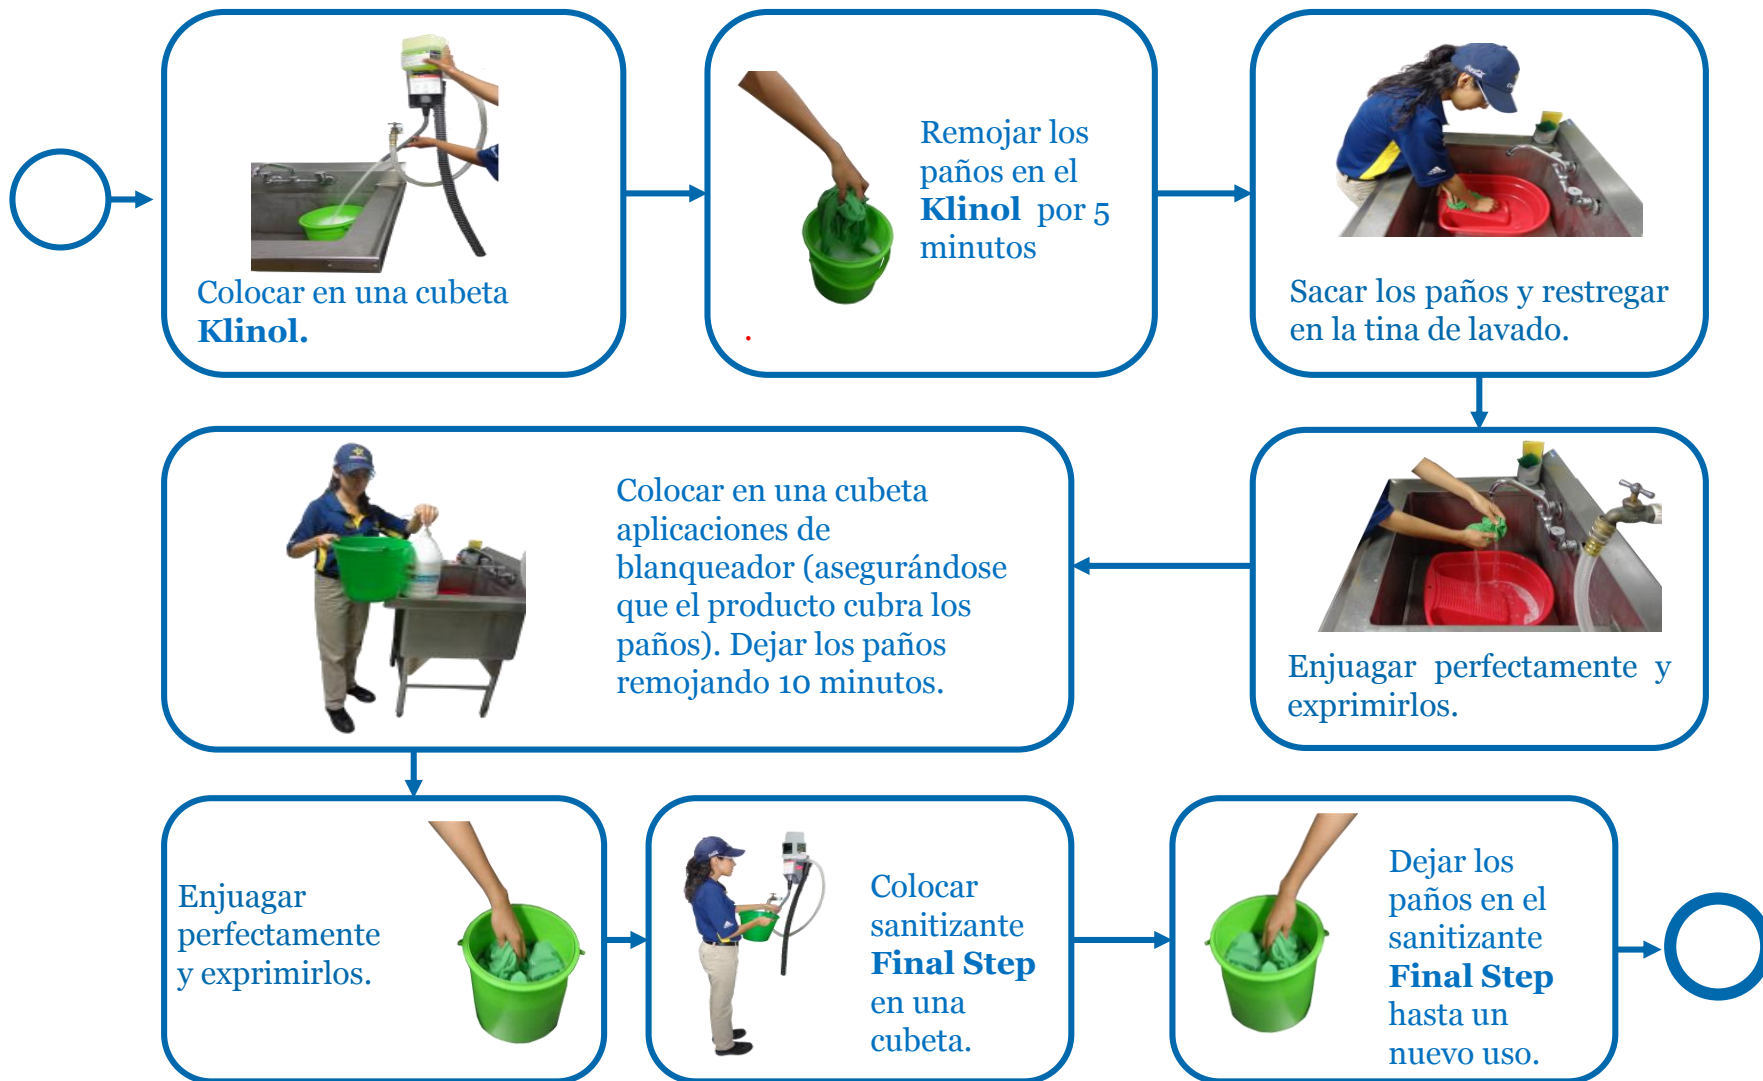 Colocar en una cubeta
Klinol.
Remojar los
paños en el
Klinol por 5
minutos
.
Sacar los paños y restregar
en la tina de lavado.
Enjuagar perfectamente y
exprimirlos.
Colocar en una cubeta
aplicaciones de
blanqueador (asegurándose
que el producto cubra los
paños). Dejar los paños
remojando 10 minutos.
Enjuagar
perfectamente
y exprimirlos.
Colocar
sanitizante
Final Step
en una
cubeta.
Dejar los
paños en el
sanitizante
Final Step
hasta un
nuevo uso.